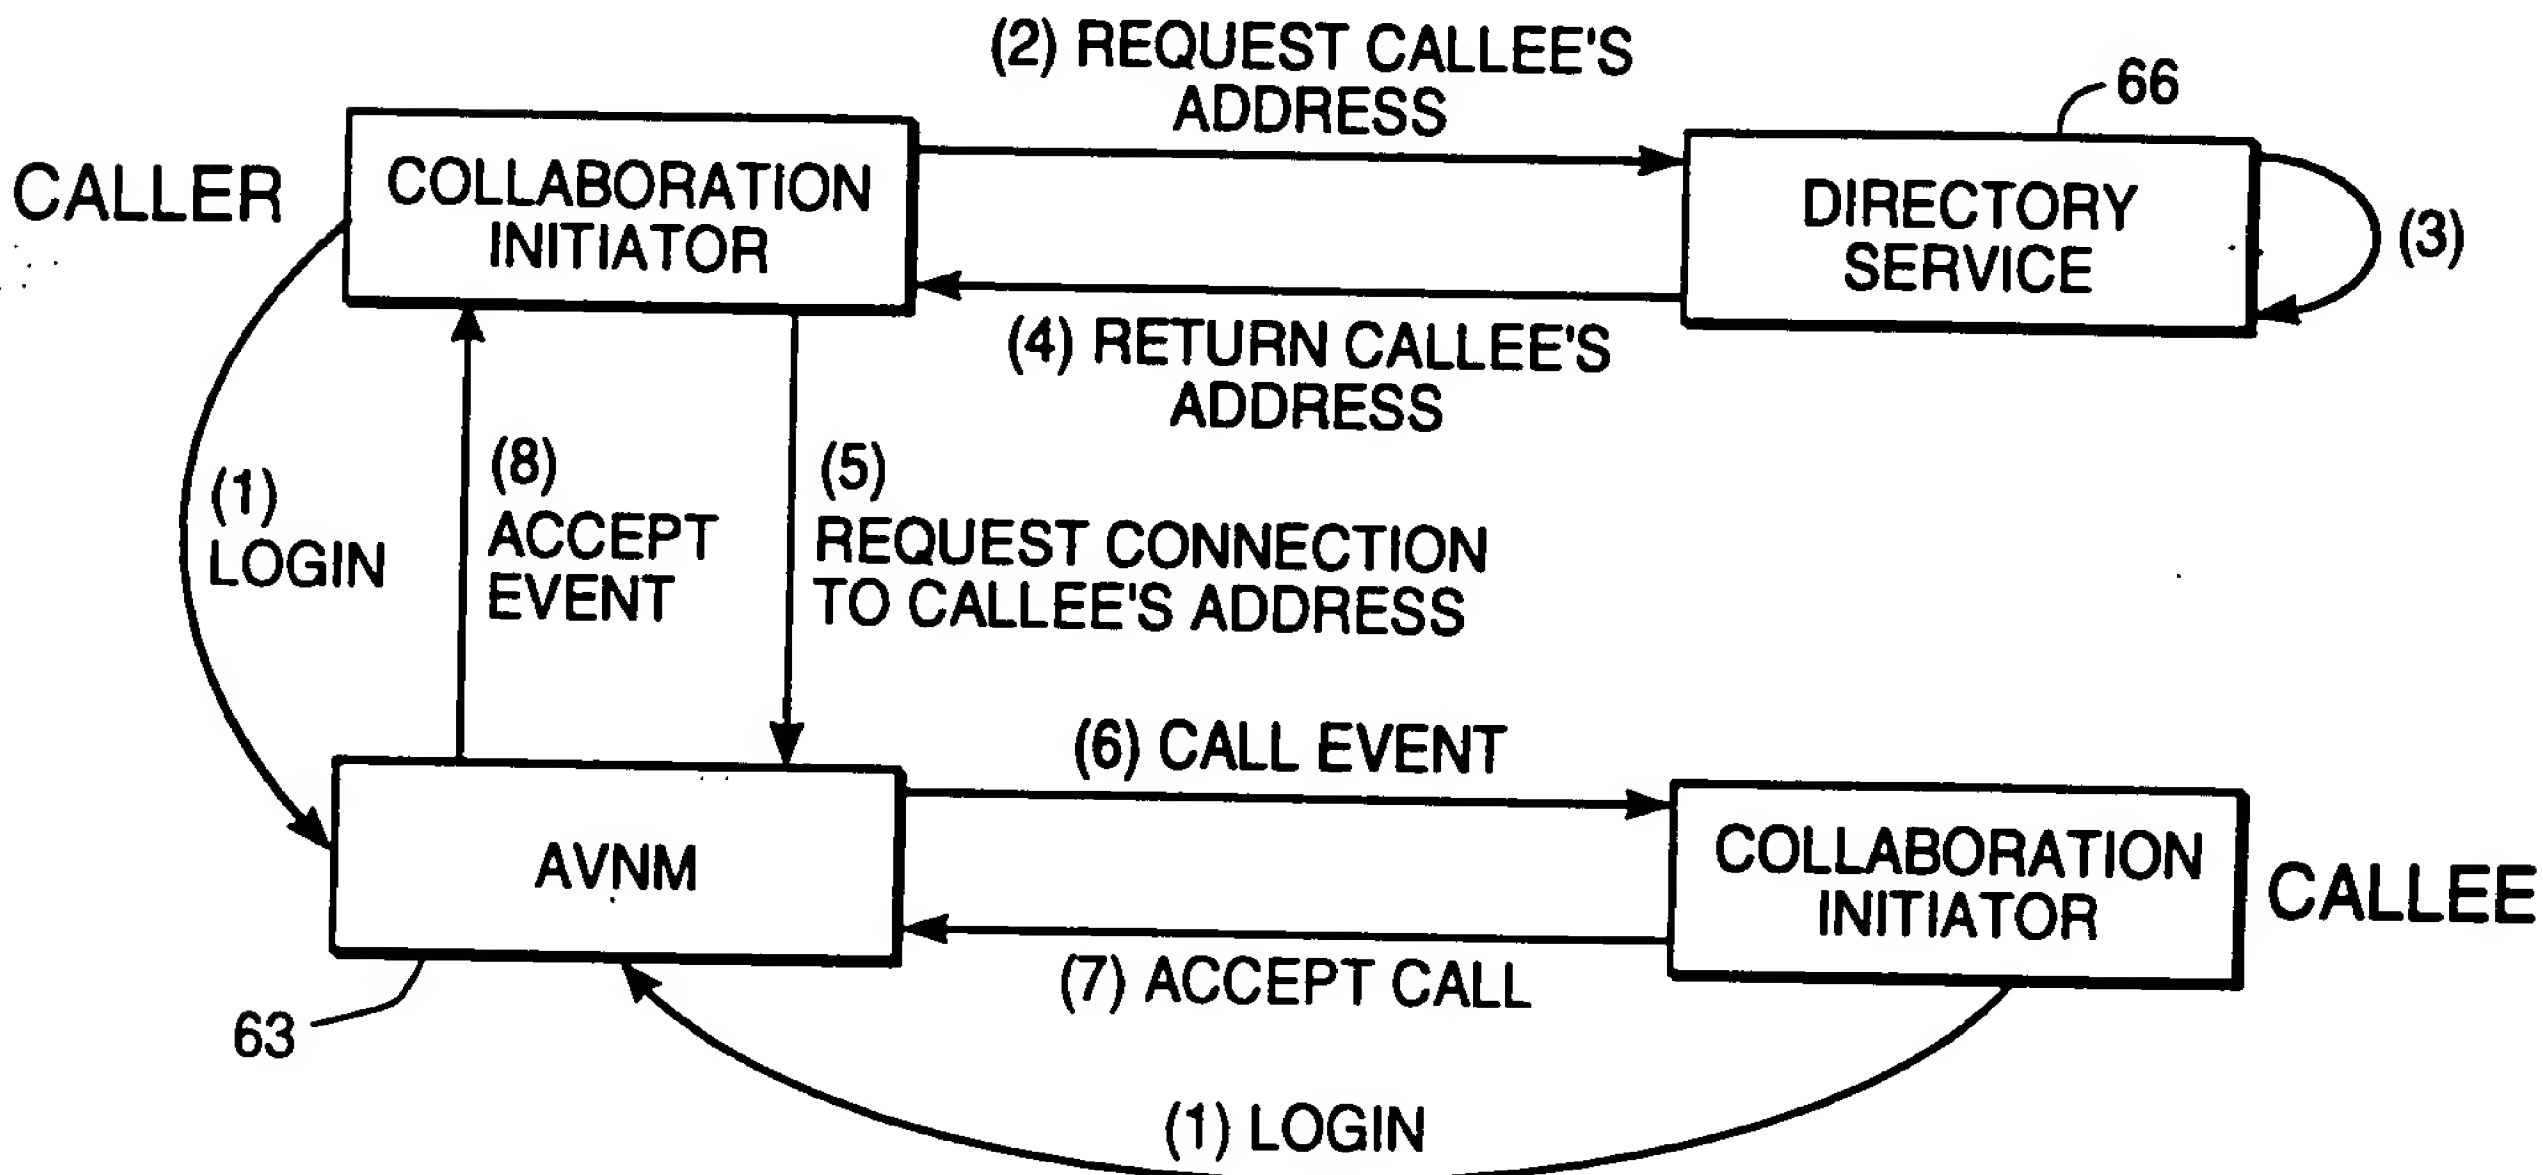 (2) REQUEST CALLEE'S
ADDRESS
66
CALLER
COLLABORATION
INITIATOR
DIRECTORY
SERVICE
(3)
(4) RETURN CALLEE'S
ADDRESS
(1)
LOGIN
(8)
ACCEPT
EVENT
(5)
REQUEST CONNECTION
TO CALLEE'S ADDRESS
(6) CALL EVENT
AVNM
COLLABORATION
INITIATOR
CALLEE
(7) ACCEPT CALL
63
(1) LOGIN